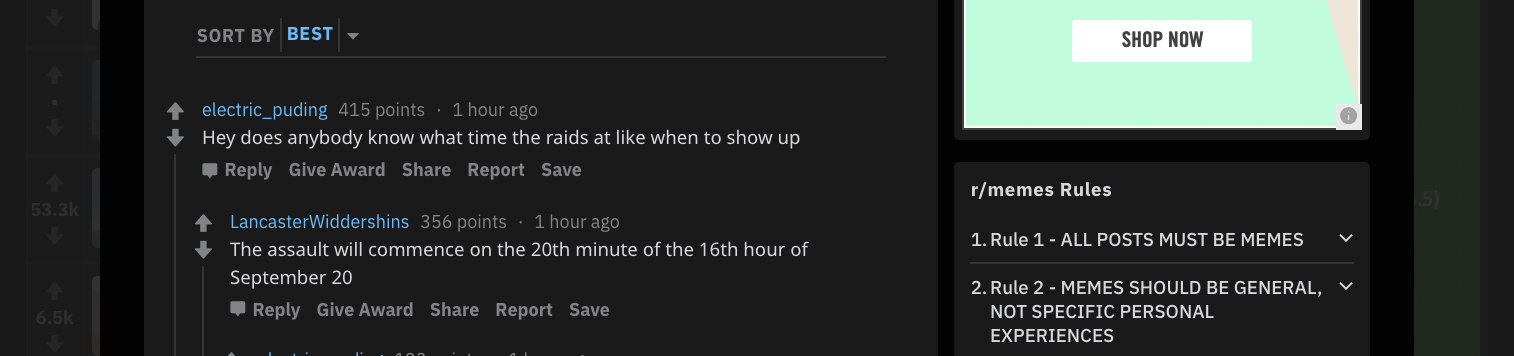 SORT BY BEST
electric_puding 415 points · 1 hour ago
Hey does anybody know what time the raids at like when to show up
Reply Give Award Share Report Save
LancasterWiddershins 356 points · 1 hour ago
The assault will commence on the 20th minute of the 16th hour of
September 20
Reply Give Award Share Report Save
SHOP NOW
r/memes Rules
1. Rule 1 - ALL POSTS MUST BE MEMES
2. Rule 2 - MEMES SHOULD BE GENERAL,
NOT SPECIFIC PERSONAL
EXPERIENCES
53.3k
6.5k
.5)